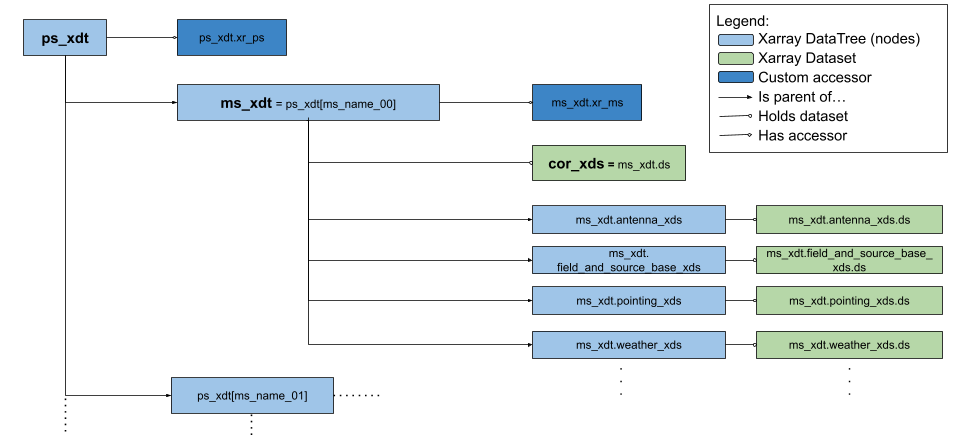 ps_xdt
ps_xdt.xr_ps
ms_xdt = ps_xdt[ms_name_00]
ms_xdt.xr_ms
cor_xds = ms_xdt.ds
ms_xdt.antenna_xds
ms_xdt.antenna_xds.ds
ms_xdt.
field_and_source_base_xds
ms_xdt.field_and_source_base_
xds.ds
ms_xdt.pointing_xds
ms_xdt.pointing_xds.ds
ms_xdt.weather_xds
ms_xdt.weather_xds.ds
ps_xdt[ms_name_01]
Legend:
Xarray DataTree (nodes)
Xarray Dataset
Custom accessor
Is parent of…
Holds dataset
Has accessor